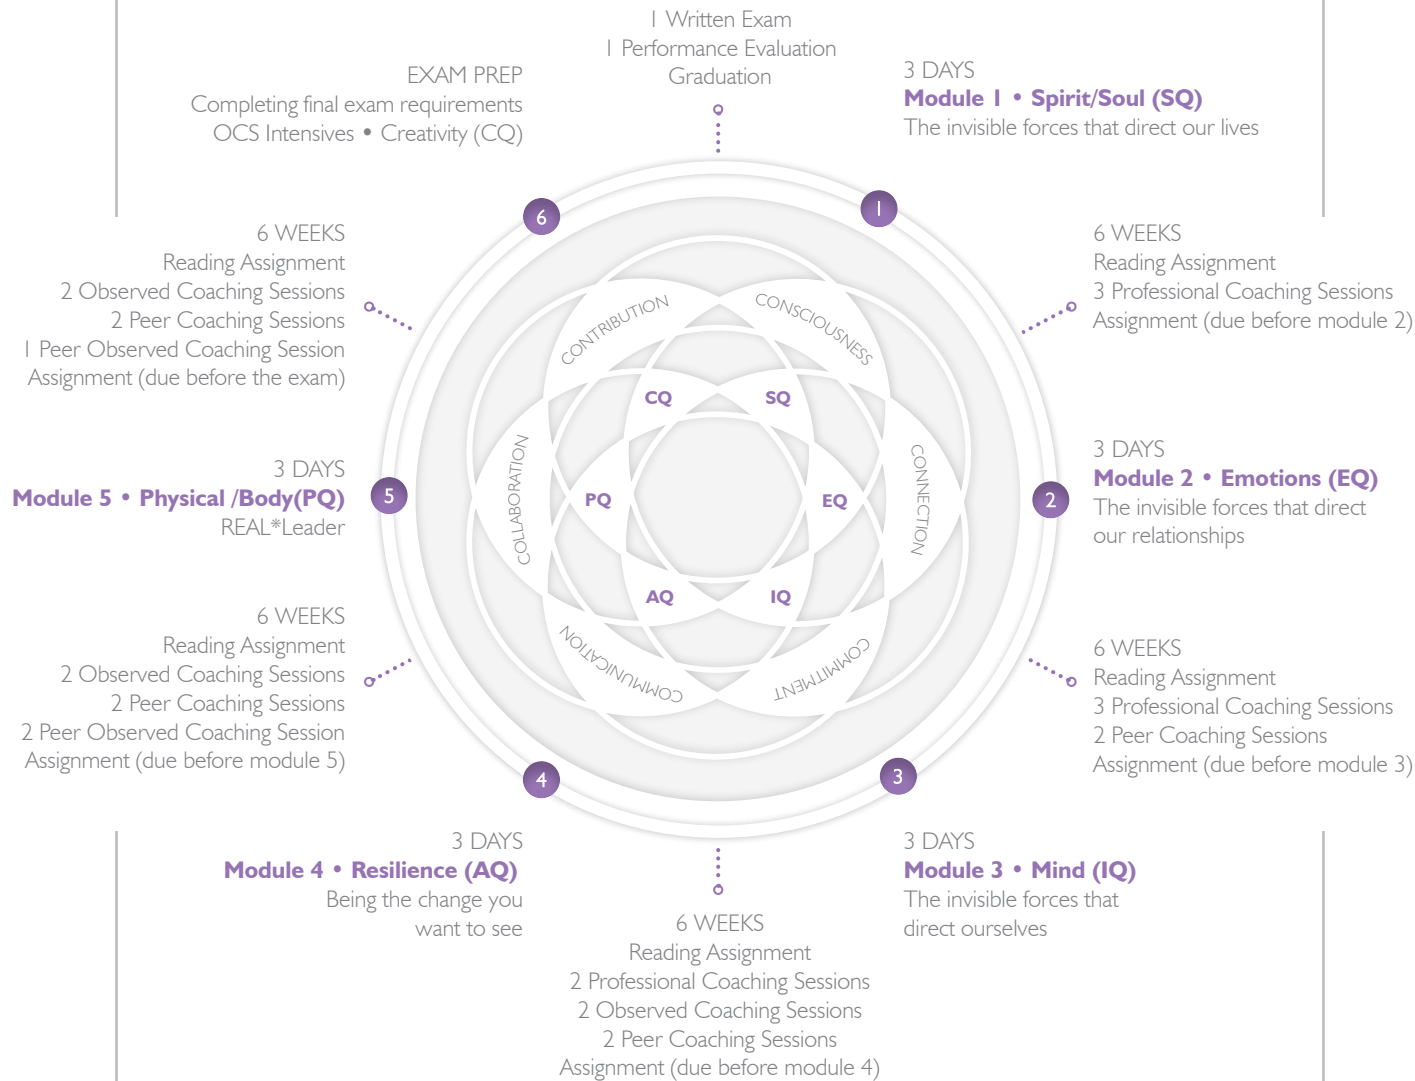 1 Written Exam
1 Performance Evaluation
Graduation
3 DAYS
Module 1 • Spirit/Soul (SQ)
The invisible forces that direct our lives
1
6 WEEKS
Reading Assignment
3 Professional Coaching Sessions
Assignment (due before module 2)
3 DAYS
Module 2 • Emotions (EQ)
The invisible forces that direct
our relationships
2
6 WEEKS
Reading Assignment
3 Professional Coaching Sessions
2 Peer Coaching Sessions
Assignment (due before module 3)
3
3 DAYS
Module 3 • Mind (IQ)
The invisible forces that
direct ourselves
6 WEEKS
Reading Assignment
2 Professional Coaching Sessions
2 Observed Coaching Sessions
2 Peer Coaching Sessions
Assignment (due before module 4)
4
3 DAYS
Module 4 • Resilience (AQ)
Being the change you
want to see
6 WEEKS
Reading Assignment
2 Observed Coaching Sessions
2 Peer Coaching Sessions
2 Peer Observed Coaching Session
Assignment (due before module 5)
5
3 DAYS
Module 5 • Physical /Body(PQ)
REAL*Leader
6 WEEKS
Reading Assignment
2 Observed Coaching Sessions
2 Peer Coaching Sessions
1 Peer Observed Coaching Session
Assignment (due before the exam)
6
EXAM PREP
Completing final exam requirements
OCS Intensives • Creativity (CQ)
CONSCIOUSNESS
CONNECTION
COMMITMENT
COMMUNICATION
COLLABORATION
CONTRIBUTION
SQ
EQ
IQ
AQ
PQ
CQ